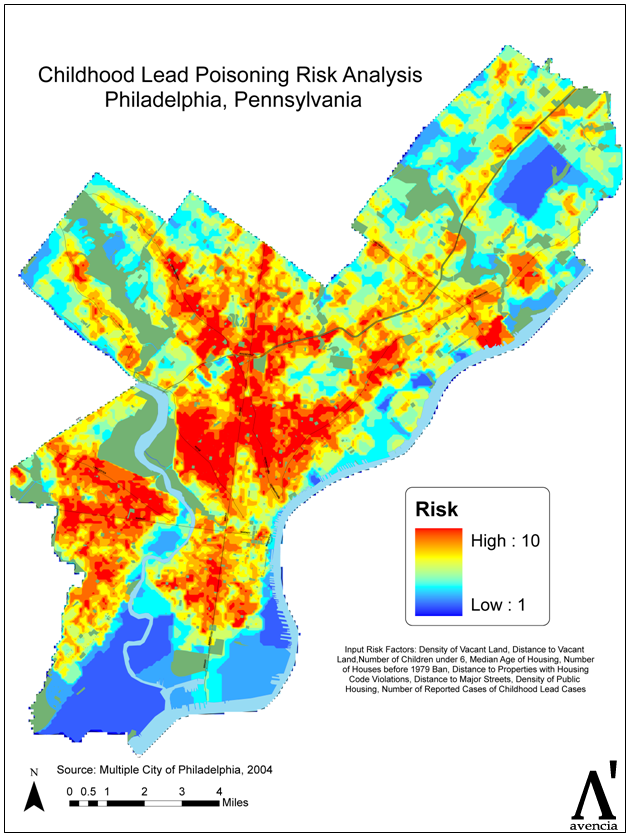 Childhood Lead Poisoning Risk Analysis
Philadelphia, Pennsylvania
Risk
High : 10
Low : 1
Input Risk Factors: Density of Vacant Land, Distance to Vacant
Land,Number of Children under 6, Median Age of Housing, Number
of Houses before 1979 Ban, Distance to Properties with Housing
Code Violations, Distance to Major Streets, Density of Public
Housing, Number of Reported Cases of Childhood Lead Cases
N
Source: Multiple City of Philadelphia, 2004
0 0.5 1 2 3 4
Miles
avencia